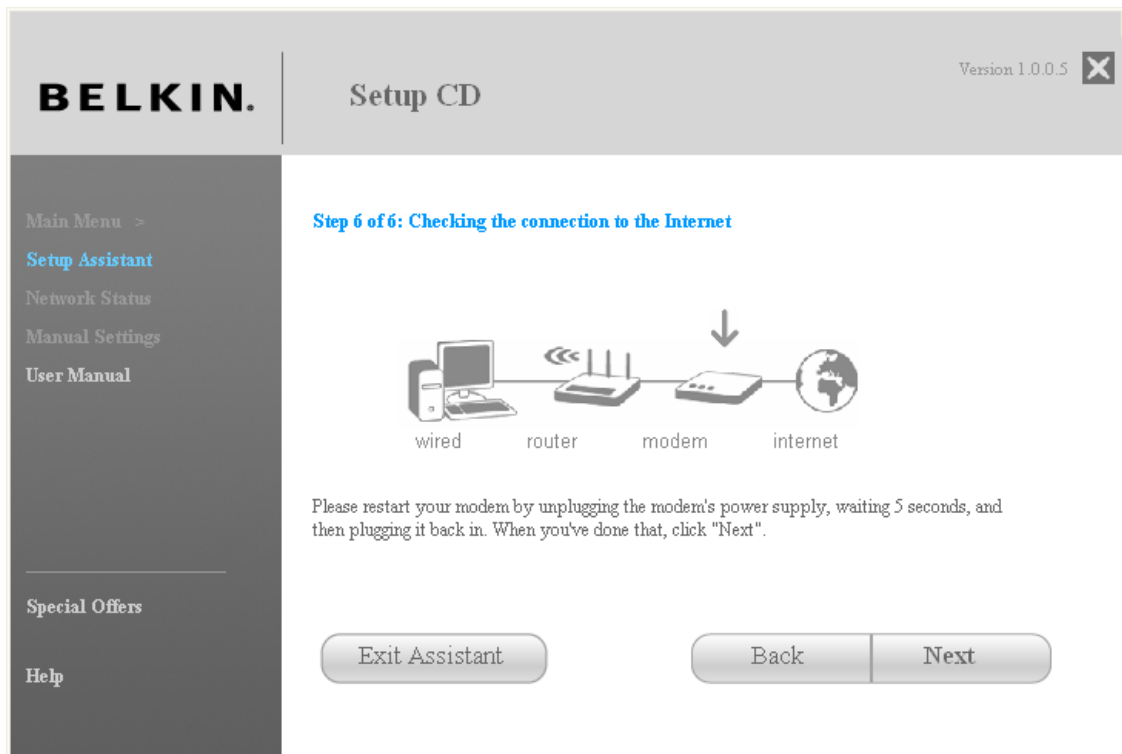 BELKIN.
Setup CD
Version 1.0.0.5
Main Menu >
Setup Assistant
Network Status
Manual Settings
User Manual
Special Offers
Help
Step 6 of 6: Checking the connection to the Internet
wired router modem internet
Please restart your modem by unplugging the modem's power supply, waiting 5 seconds, and
then plugging it back in. When you've done that, click "Next".
Exit Assistant
Back
Next